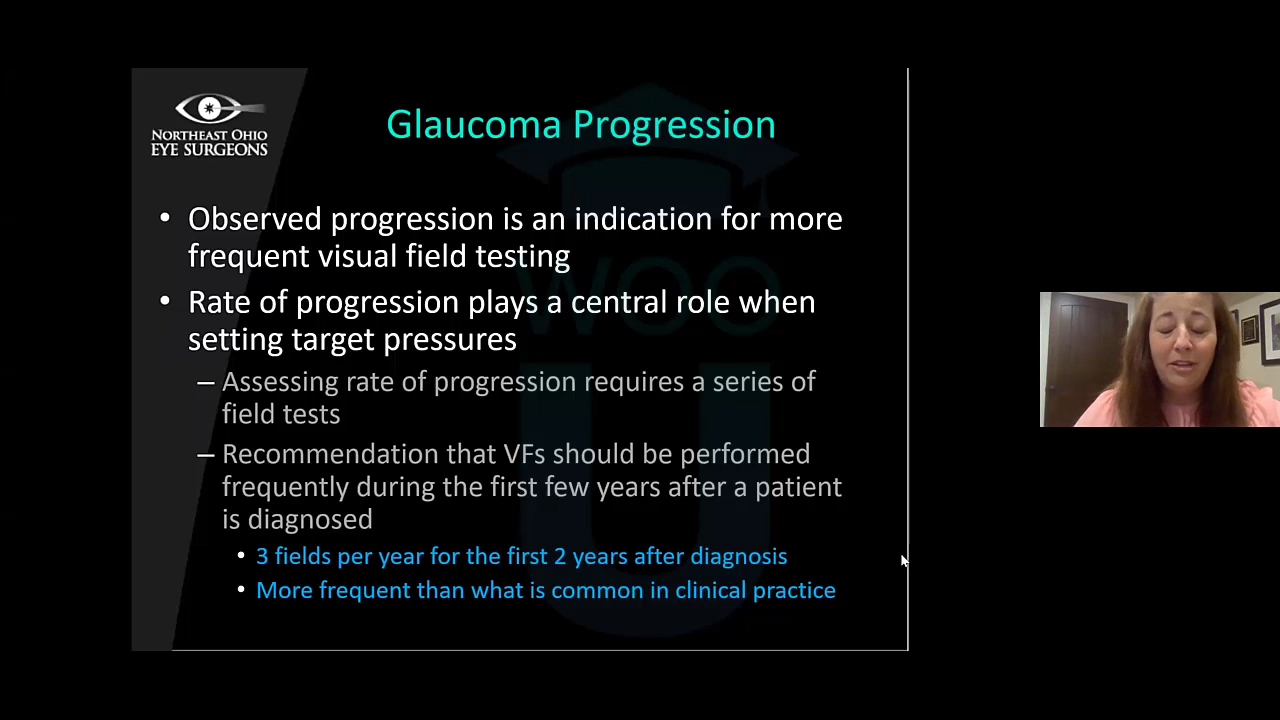 NORTHEAST OHIO
EYE SURGEONS
Glaucoma Progression
• Observed progression is an indication for more
frequent visual field testing
• Rate of progression plays a central role when
setting target pressures
– Assessing rate of progression requires a series of
field tests
– Recommendation that VFs should be performed
frequently during the first few years after a patient
is diagnosed
• 3 fields per year for the first 2 years after diagnosis
• More frequent than what is common in clinical practice
WOO
U